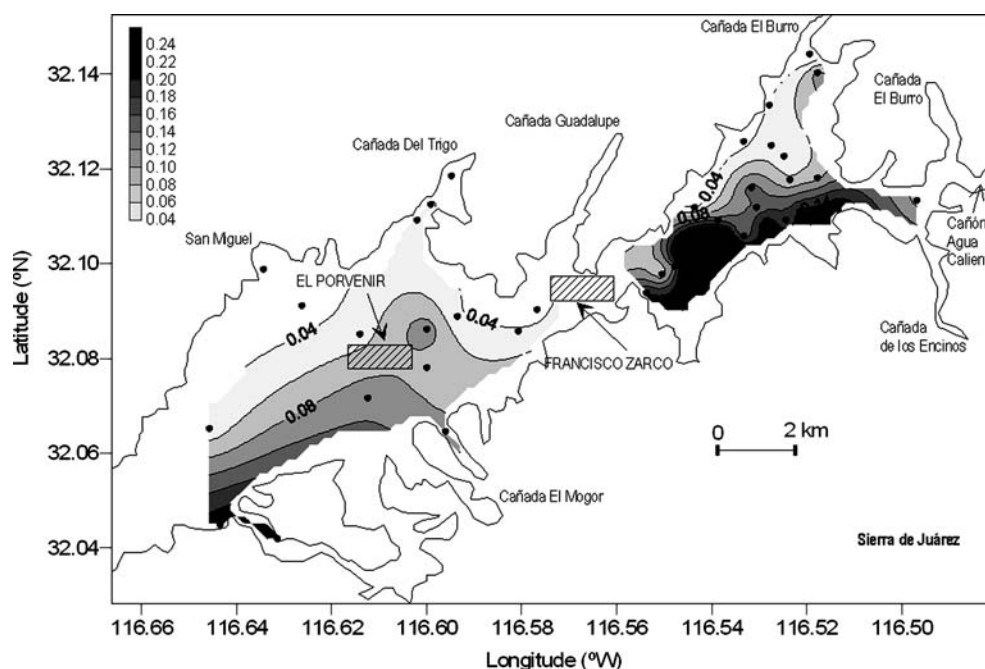 Cañada El Burro
0.24
0.22
0.20
0.18
0.16
0.14
0.12
0.10
0.08
0.06
0.04
32.14
32.12
32.10
32.08
32.06
32.04
Latitude (ºN)
Cañada
El Burro
Cañada Guadalupe
Cañada Del Trigo
San Miguel
EL PORVENIR
FRANCISCO ZARCO
0.04
0.08
0.04
0.04
0.08
Cañón
Agua
Calien
Cañada
de los Encinos
0 2 km
Cañada El Mogor
Sierra de Juárez
116.66 116.64 116.62 116.60 116.58 116.56 116.54 116.52 116.50
Longitude (ºW)